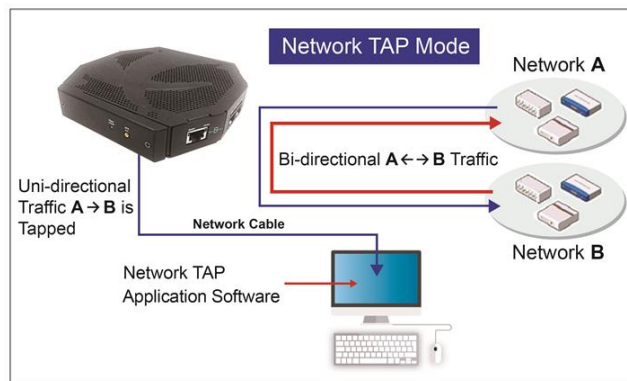 Network TAP Mode
Network A
Bi-directional A←→B Traffic
Network B
Uni-directional
Traffic A→B is
Tapped
Network Cable
Network TAP
Application Software